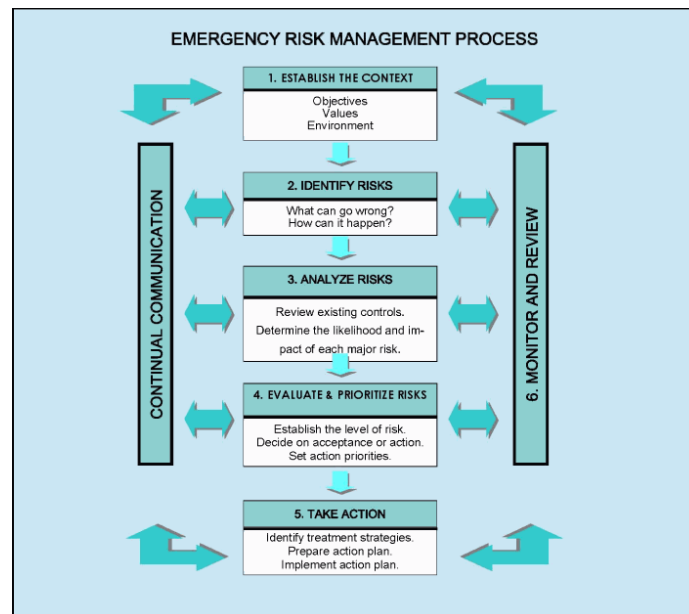 EMERGENCY RISK MANAGEMENT PROCESS
1. ESTABLISH THE CONTEXT
Objectives
Values
Environment
CONTINUAL COMMUNICATION
2. IDENTIFY RISKS
What can go wrong?
How can it happen?
3. ANALYZE RISKS
Review existing controls.
Determine the likelihood and im-
pact of each major risk.
4. EVALUATE & PRIORITIZE RISKS
Establish the level of risk.
Decide on acceptance or action.
Set action priorities.
5. TAKE ACTION
Identify treatment strategies.
Prepare action plan.
Implement action plan.
6. MONITOR AND REVIEW